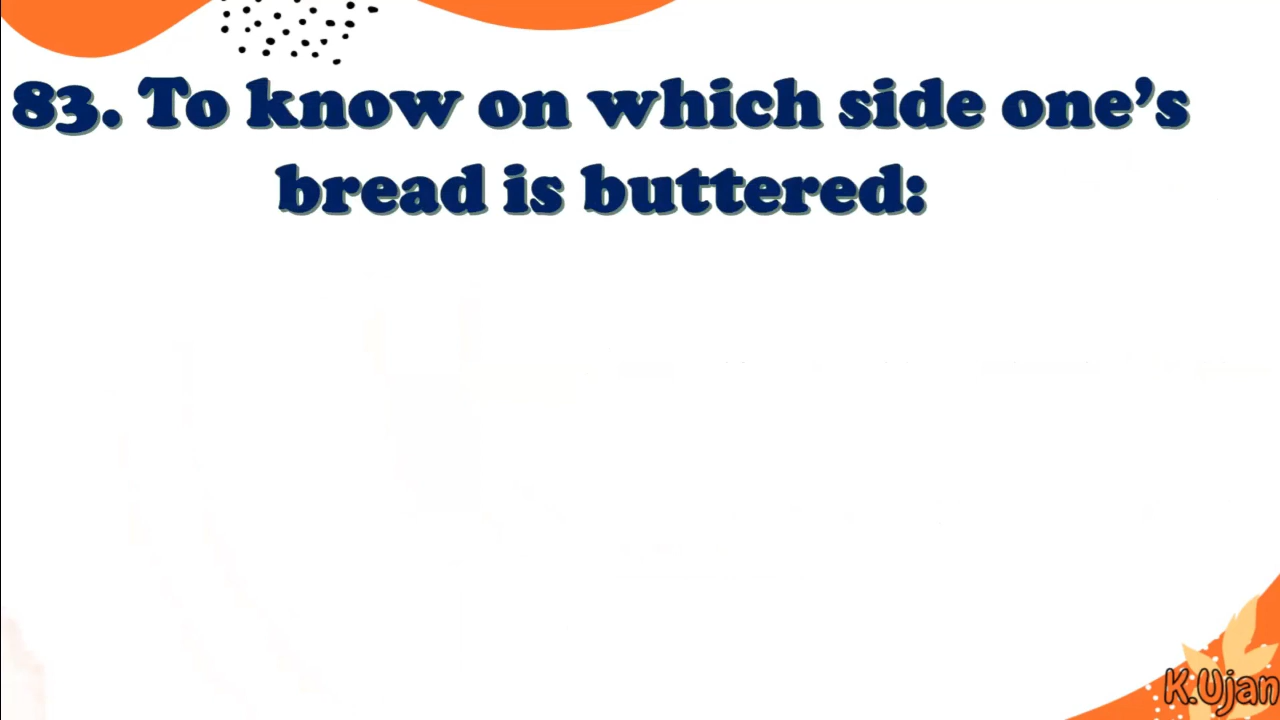 83. To know on which side one’s
bread is buttered:
K.Ujan